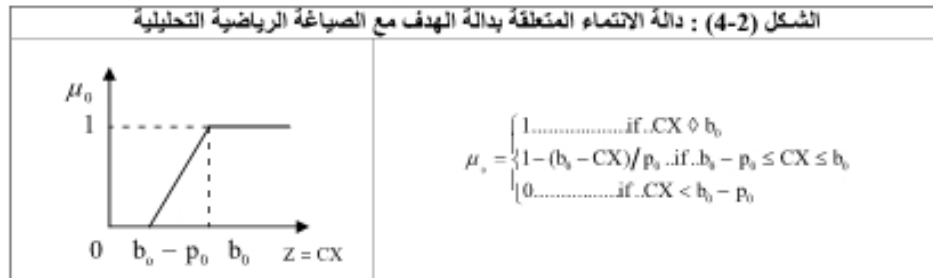 الشكل (2-4) : دالة الانتماء المتعلقة بدالة الهدف مع الصياغة الرياضية التحليلية
μ₀
1
0 b₀ − p₀ b₀ Z = CX
1..................if..CX ◊ b₀
μ₀ = {1−(b₀ − CX)/p₀ ..if..b₀ − p₀ ≤ CX ≤ b₀
0................if..CX < b₀ − p₀